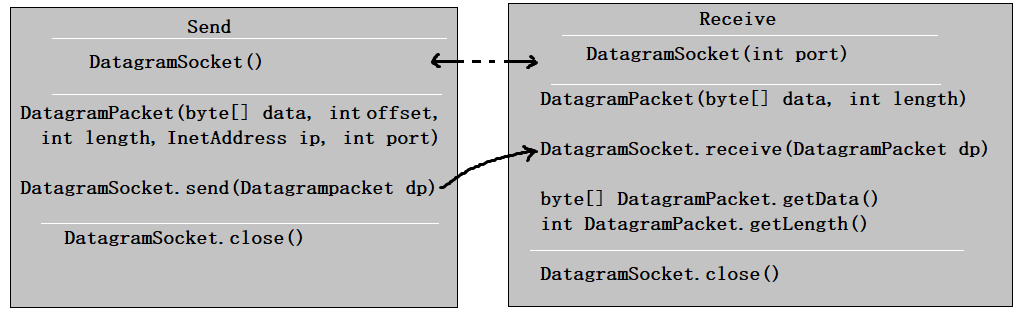 Send
DatagramSocket()
DatagramPacket(byte[] data, int offset,
int length, InetAddress ip, int port)
DatagramSocket.send(Datagrampacket dp)
DatagramSocket.close()
Receive
DatagramSocket(int port)
DatagramPacket(byte[] data, int length)
DatagramSocket.receive(DatagramPacket dp)
byte[] DatagramPacket.getData()
int DatagramPacket.getLength()
DatagramSocket.close()